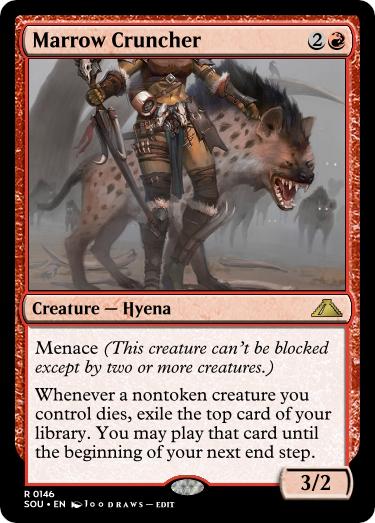 Marrow Cruncher 2
Creature — Hyena
Menace (This creature can't be blocked
except by two or more creatures.)
Whenever a nontoken creature you
control dies, exile the top card of your
library. You may play that card until
the beginning of your next end step.
3/2
R 0146
SOU • EN 100DRAWS — EDIT